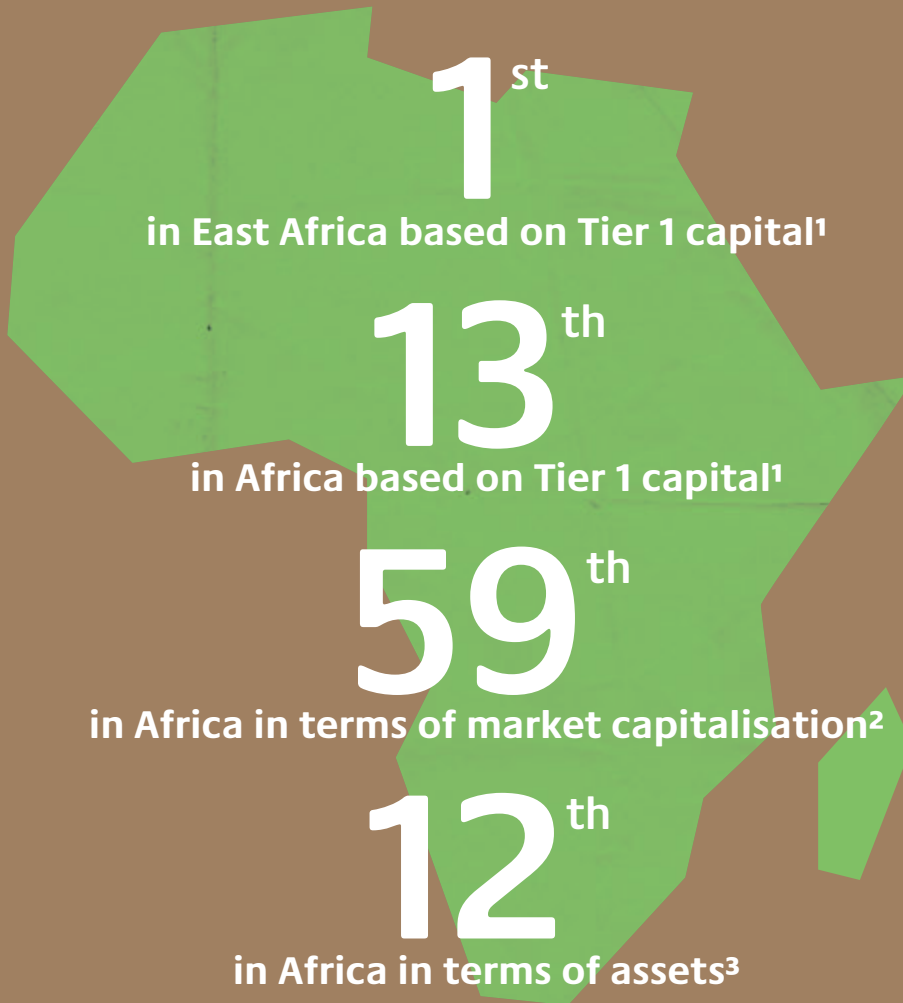 1st
in East Africa based on Tier 1 capital¹
13th
in Africa based on Tier 1 capital¹
59th
in Africa in terms of market capitalisation²
12th
in Africa in terms of assets³